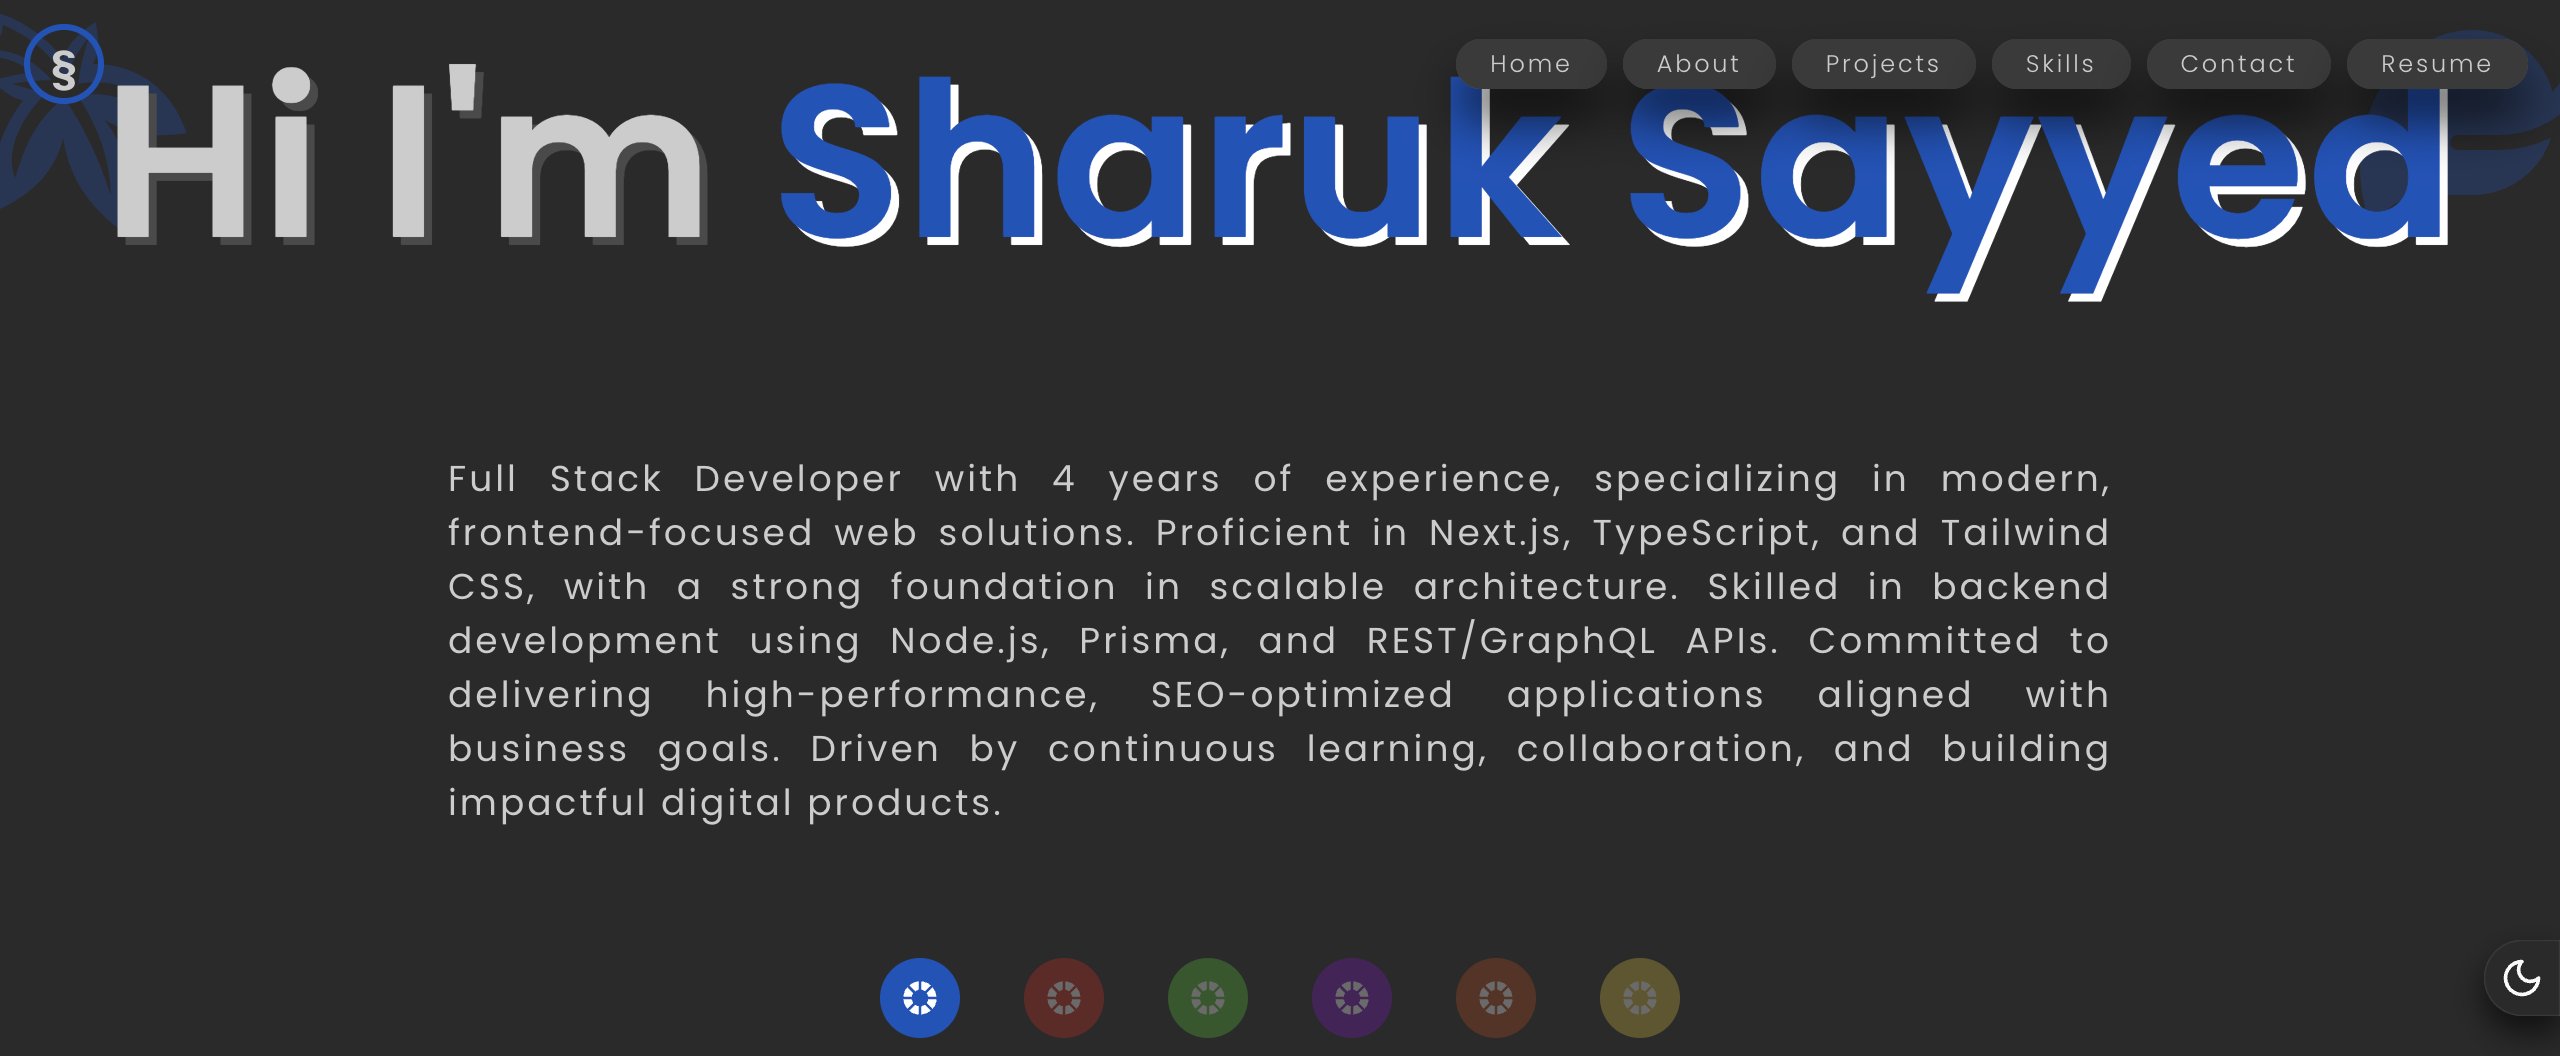 §
Home About Projects Skills Contact Resume
Hi I'm Sharuk Sayyed
Full Stack Developer with 4 years of experience, specializing in modern,
frontend-focused web solutions. Proficient in Next.js, TypeScript, and Tailwind
CSS, with a strong foundation in scalable architecture. Skilled in backend
development using Node.js, Prisma, and REST/GraphQL APIs. Committed to
delivering high-performance, SEO-optimized applications aligned with
business goals. Driven by continuous learning, collaboration, and building
impactful digital products.